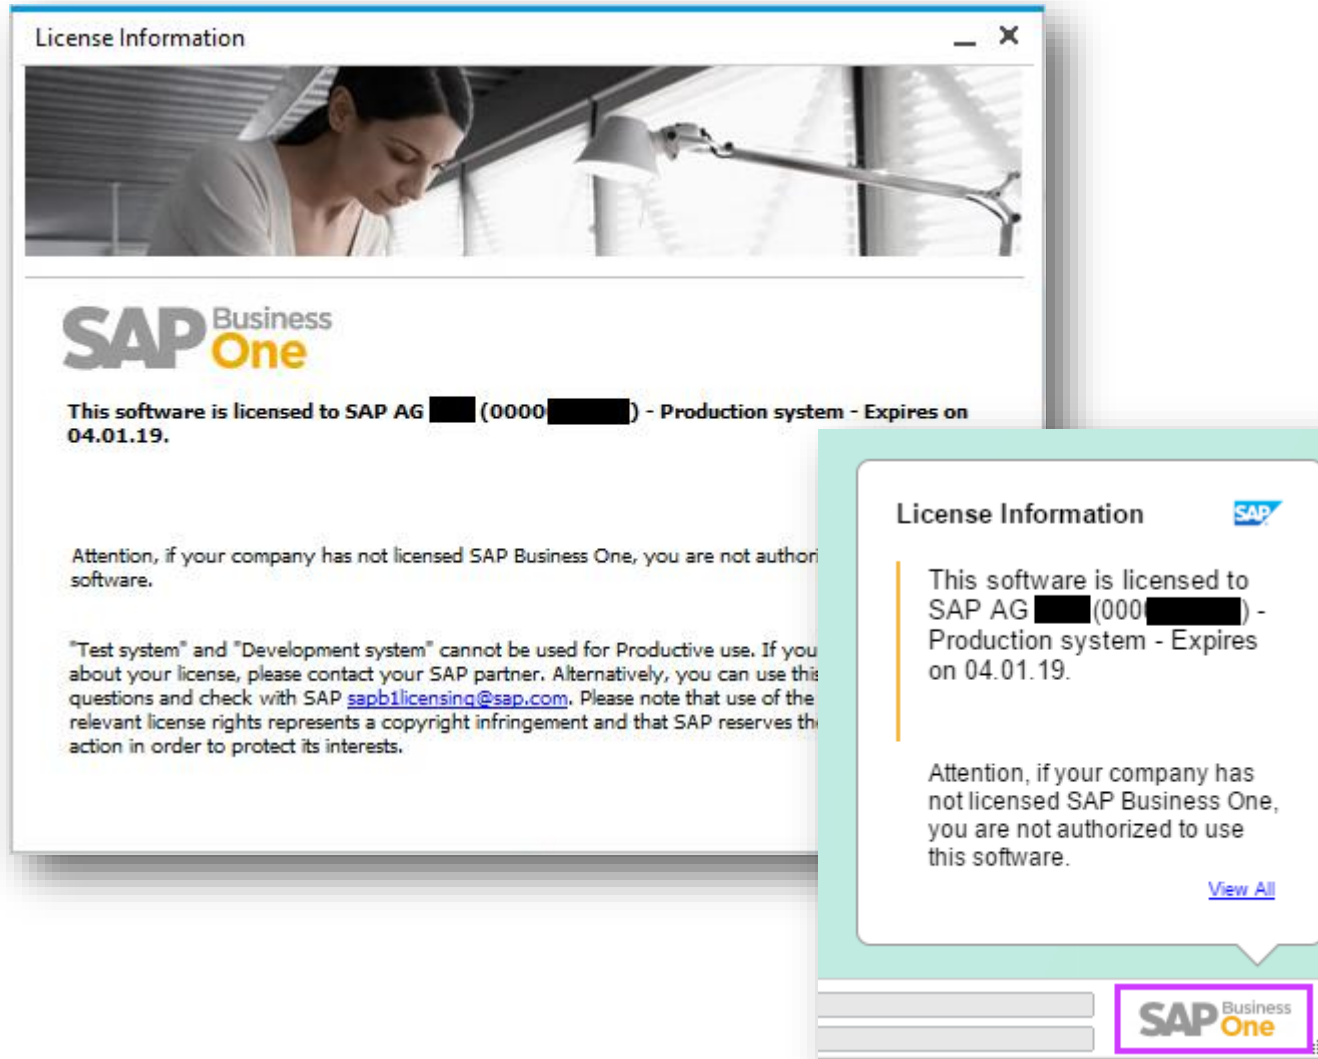 License Information
SAP Business One
This software is licensed to SAP AG (0000 ) - Production system - Expires on
04.01.19.
Attention, if your company has not licensed SAP Business One, you are not
software.
"Test system" and "Development system" cannot be used for Productive use. If you
about your license, please contact your SAP partner. Alternatively, you can use
questions and check with SAP sapb1licensing@sap.com. Please note that use of the
relevant license rights represents a copyright infringement and that SAP reserves
action in order to protect its interests.
License Information SAP
This software is licensed to
SAP AG (000 ) -
Production system - Expires
on 04.01.19.
Attention, if your company has
not licensed SAP Business One,
you are not authorized to use
this software.
View All
SAP Business One